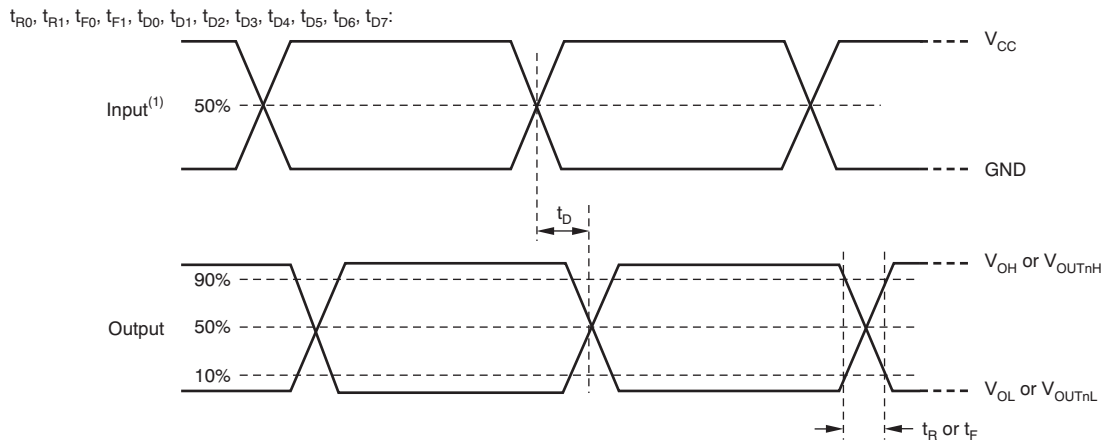 tR0, tR1, tF0, tF1, tD0, tD1, tD2, tD3, tD4, tD5, tD6, tD7:
VCC
Input(1)
50%
GND
tD
VOH or VOUTnH
90%
Output
50%
10%
VOL or VOUTnL
tR or tF